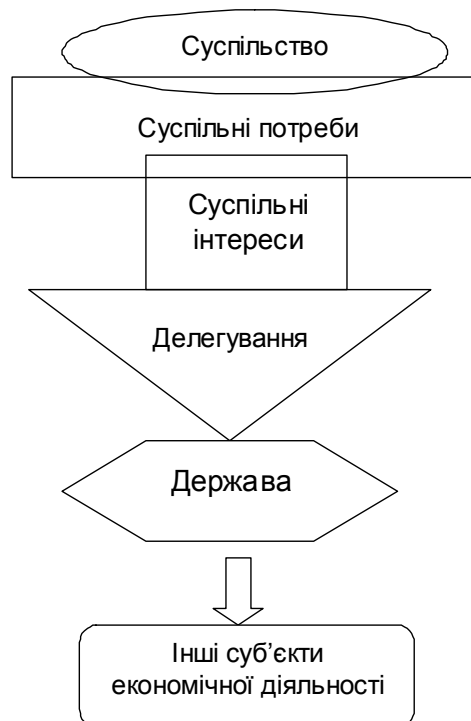 Суспільство
Суспільні потреби
Суспільні
інтереси
Делегування
Держава
Інші суб’єкти
економічної діяльності